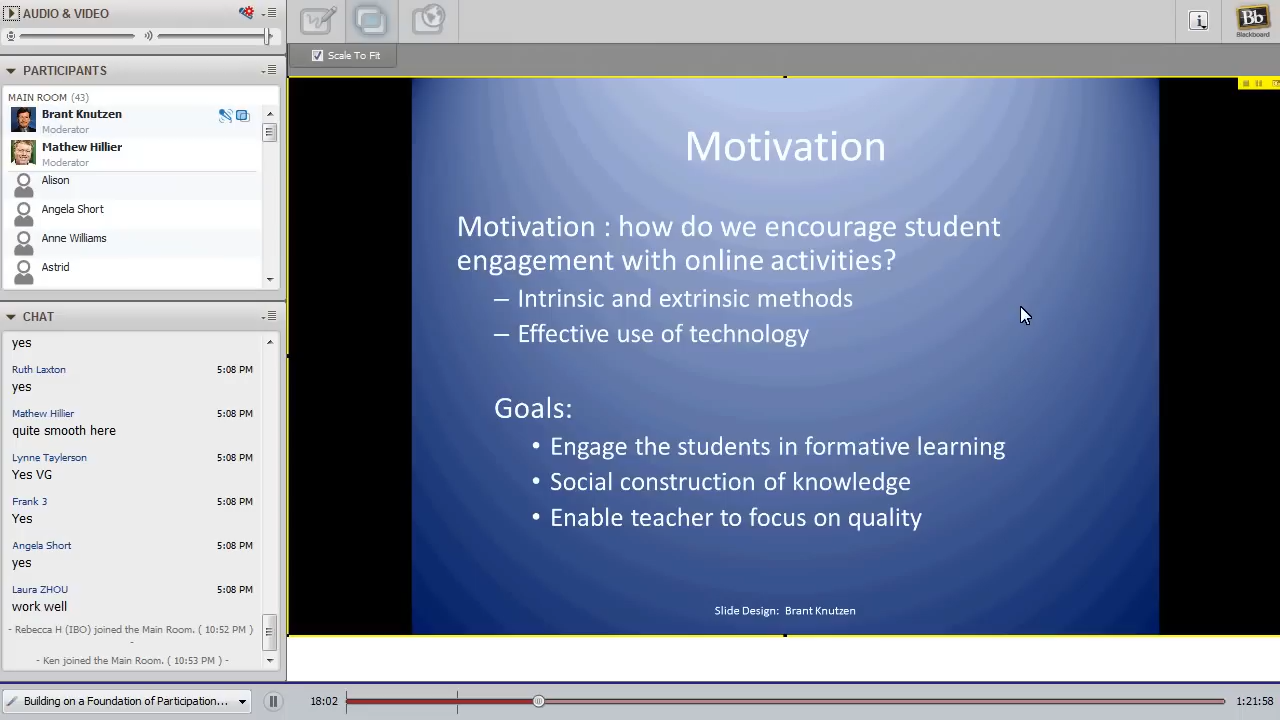 AUDIO & VIDEO
PARTICIPANTS
MAIN ROOM (43)
Brant Knutzen
Moderator
Mathew Hillier
Moderator
Alison
Angela Short
Anne Williams
Astrid
CHAT
yes
Ruth Laxton 5:08 PM
yes
Mathew Hillier 5:08 PM
quite smooth here
Lynne Taylerson 5:08 PM
Yes VG
Frank 3 5:08 PM
Yes
Angela Short 5:08 PM
yes
Laura ZHOU 5:08 PM
work well
- Rebecca H (IBO) joined the Main Room. ( 10:52 PM )
-
- Ken joined the Main Room. ( 10:53 PM ) -
Scale To Fit
Bb
Blackboard
Motivation
Motivation : how do we encourage student
engagement with online activities?
– Intrinsic and extrinsic methods
– Effective use of technology
Goals:
• Engage the students in formative learning
• Social construction of knowledge
• Enable teacher to focus on quality
Slide Design: Brant Knutzen
Building on a Foundation of Participation... 18:02 1:21:58